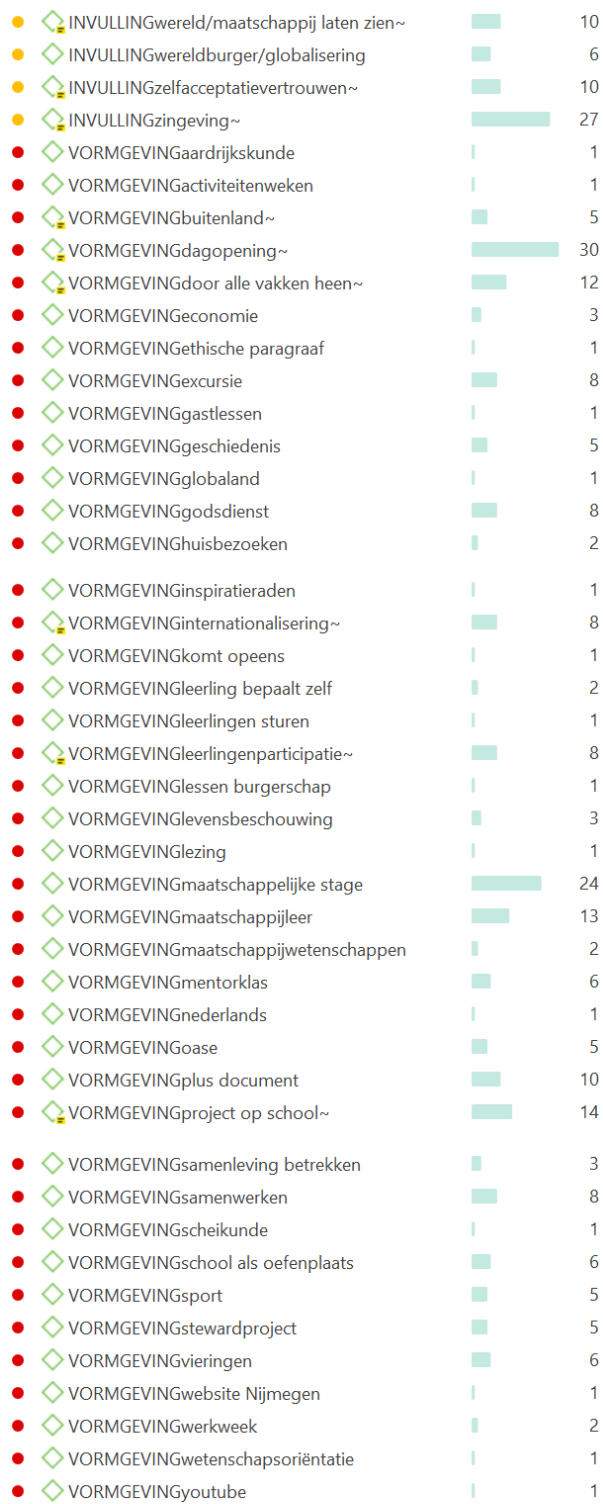 INVULLINGwereld/maatschappij laten zien~ 10
INVULLINGwereldburger/globalisering 6
INVULLINGzelfacceptatievertrouwen~ 10
INVULLINGzingeving~ 27
VORMGEVINGaardrijkskunde 1
VORMGEVINGactiviteitenweken 1
VORMGEVINGbuitenland~ 5
VORMGEVINGdagopening~ 30
VORMGEVINGdoor alle vakken heen~ 12
VORMGEVINGeconomie 3
VORMGEVINGethische paragraaf 1
VORMGEVINGexcursie 8
VORMGEVINGgastlessen 1
VORMGEVINGgeschiedenis 5
VORMGEVINGglobaland 1
VORMGEVINGgodsdienst 8
VORMGEVINGhuisbezoeken 2
VORMGEVINGinspiratieraden 1
VORMGEVINGinternationalisering~ 8
VORMGEVINGkomt opeens 1
VORMGEVINGleerling bepaalt zelf 2
VORMGEVINGleerlingen sturen 1
VORMGEVINGleerlingenparticipatie~ 8
VORMGEVINGlessen burgerschap 1
VORMGEVINGlevensbeschouwing 3
VORMGEVINGlezing 1
VORMGEVINGmaatschappelijke stage 24
VORMGEVINGmaatschappijleer 13
VORMGEVINGmaatschappijwetenschappen 2
VORMGEVINGmentorklas 6
VORMGEVINGnederlands 1
VORMGEVINGoase 5
VORMGEVINGplus document 10
VORMGEVINGproject op school~ 14
VORMGEVINGsamenleving betrekken 3
VORMGEVINGsamenwerken 8
VORMGEVINGscheikunde 1
VORMGEVINGschool als oefenplaats 6
VORMGEVINGsport 5
VORMGEVINGstewardproject 5
VORMGEVINGvieringen 6
VORMGEVINGwebsite Nijmegen 1
VORMGEVINGwerkweek 2
VORMGEVINGwetenschapsoriëntatie 1
VORMGEVINGyoutube 1